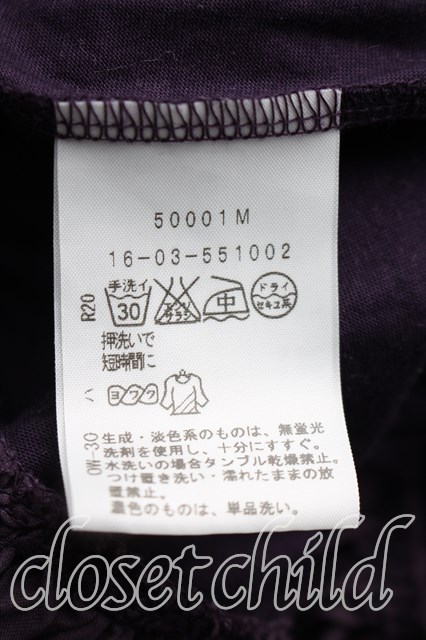 50001M
16-03-551002
R20
手洗イ
30
エンソ
サラシ
中
ドライ
セキユ系
押洗いで
短時間に
ハ
ヨワク
OW-30
生成・淡色系のものは、無蛍光
洗剤を使用し、十分にすすぐ。
水洗いの場合タンブル乾燥禁止。
つけ置き洗い・濡れたままの放
置禁止。
濃色のものは、単品洗い。
closetchild